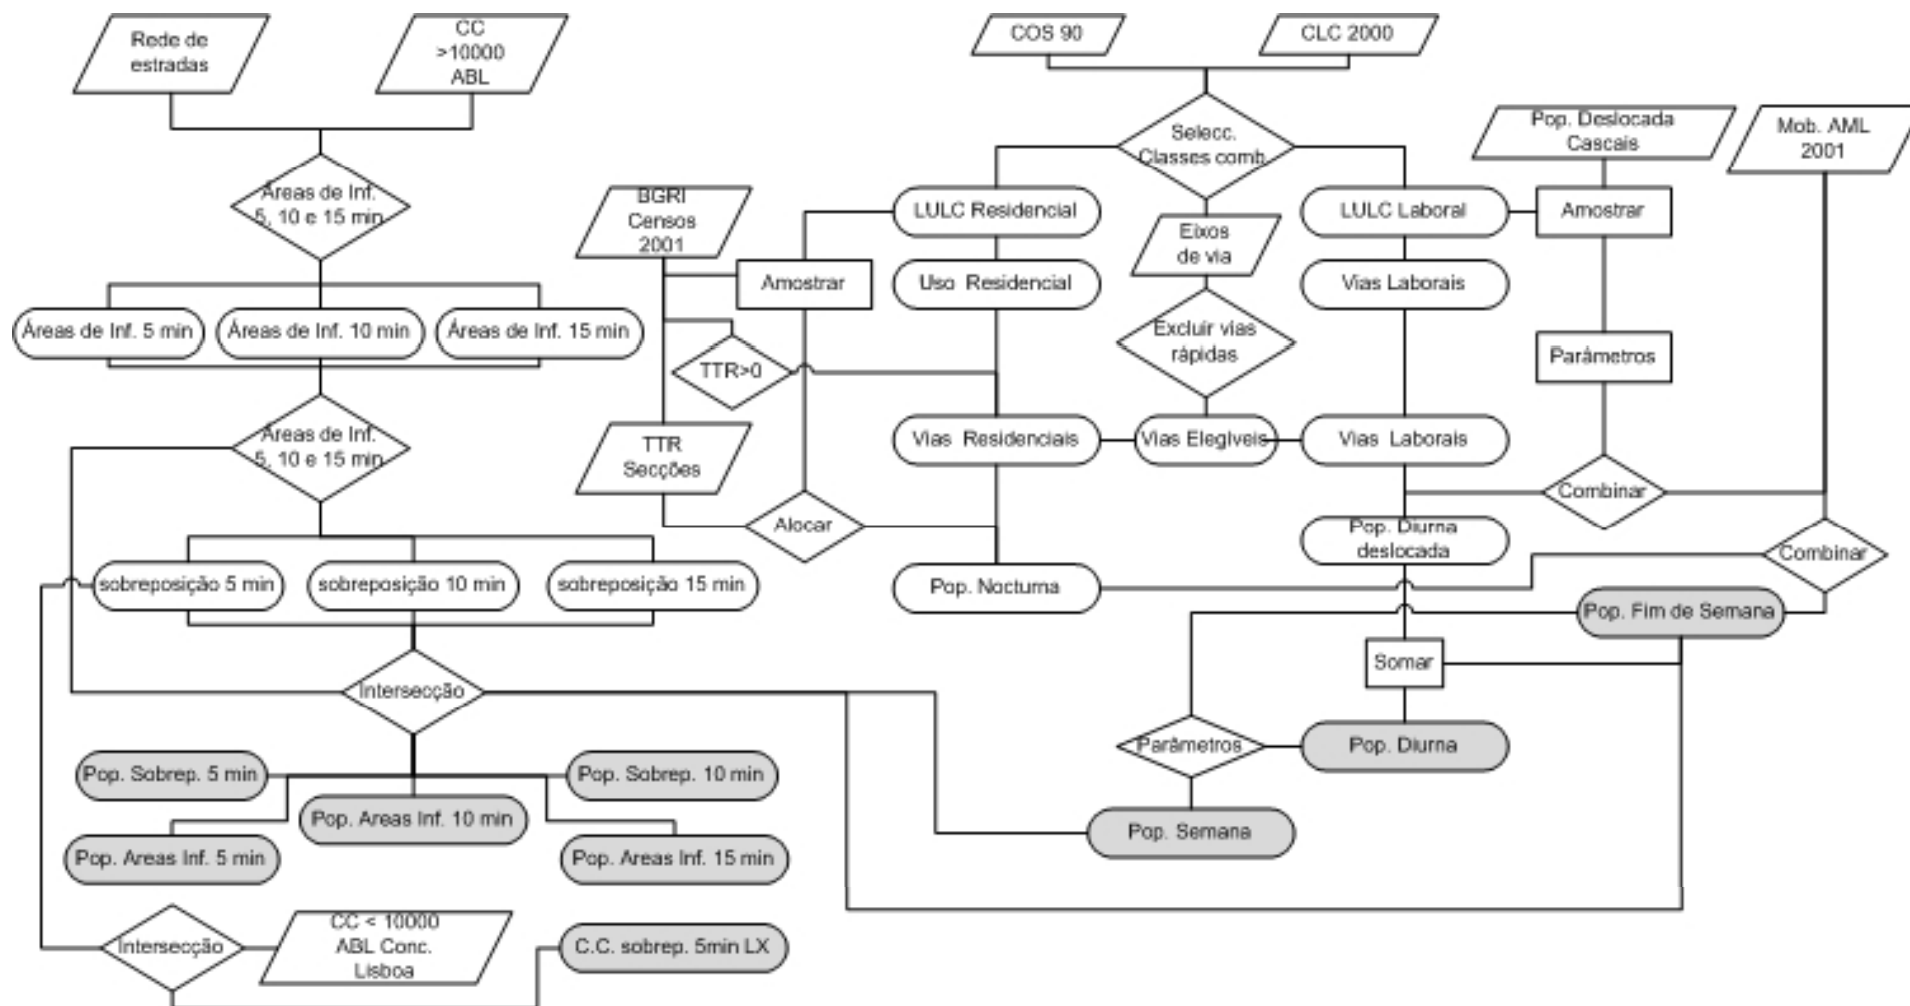 Rede de
estradas
CC
>10000
ABL
COS 90
CLC 2000
Selecc.
Classes comb.
Pop. Deslocada
Cascais
Mob. AML
2001
Áreas de Inf.
5, 10 e 15 min
BGRI
Censos
2001
LULC Residencial
Eixos
de via
LULC Laboral
Amostrar
Amostrar
Uso Residencial
Vias Laborais
Áreas de Inf. 5 min
Áreas de Inf. 10 min
Áreas de Inf. 15 min
TTR>0
Excluir vias
rápidas
Parâmetros
Áreas de Inf.
5, 10 e 15 min
TTR
Secções
Vias Residenciais
Vias Elegíveis
Vias Laborais
Combinar
Alocar
Pop. Diurna
deslocada
Combinar
sobreposição 5 min
sobreposição 10 min
sobreposição 15 min
Pop. Nocturna
Pop. Fim de Semana
Somar
Intersecção
Parâmetros
Pop. Diurna
Pop. Sobrep. 5 min
Pop. Sobrep. 10 min
Pop. Areas Inf. 10 min
Pop. Semana
Pop. Areas Inf. 5 min
Pop. Areas Inf. 15 min
Intersecção
CC < 10000
ABL Conc.
Lisboa
C.C. sobrep. 5min LX